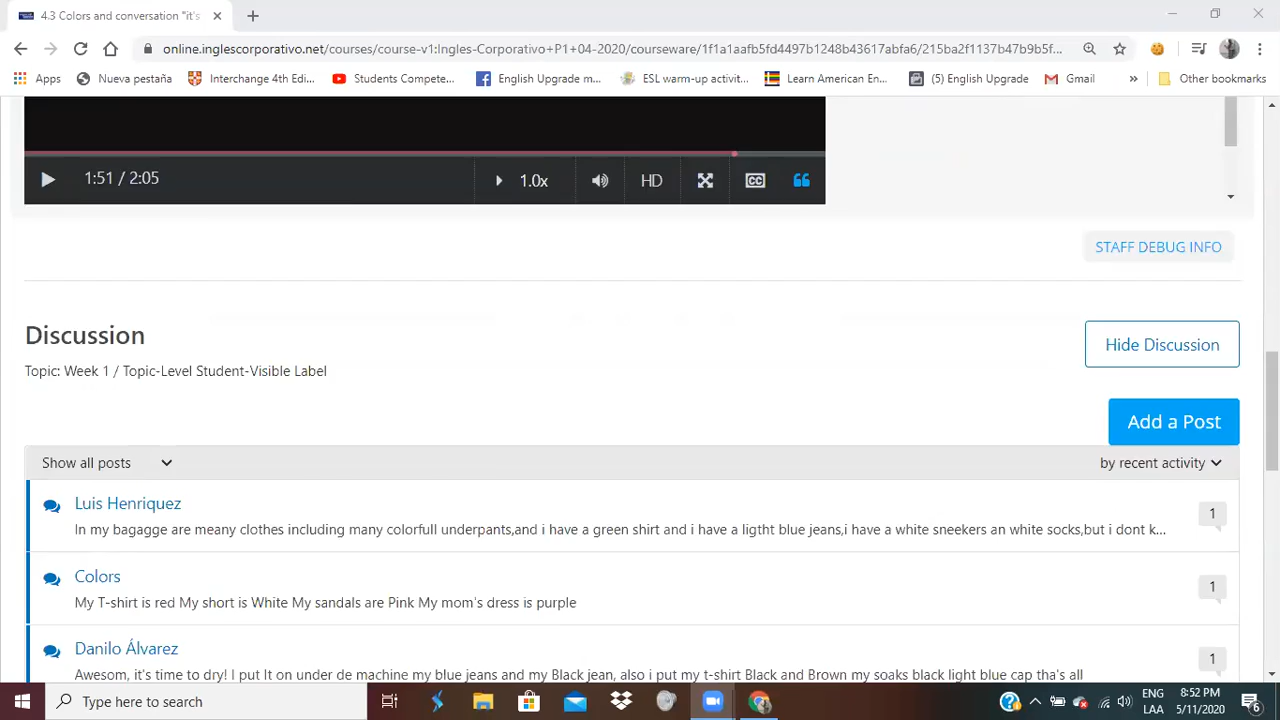 4.3 Colors and conversation "it's
online.inglescorporativo.net/courses/course-v1:Ingles-Corporativo+P1+04-2020/courseware/1f1a1aafb5fd4497b1248b43617abfa6/215ba2f1137b47b9b5f...
Apps Nueva pestaña Interchange 4th Edi... Students Compete... English Upgrade m... ESL warm-up activit... Learn American En... (5) English Upgrade Gmail » Other bookmarks
1:51 / 2:05 1.0x HD CC
STAFF DEBUG INFO
Discussion
Hide Discussion
Topic: Week 1 / Topic-Level Student-Visible Label
Add a Post
Show all posts by recent activity
Luis Henriquez
1
In my bagagge are meany clothes including many colorfull underpants,and i have a green shirt and i have a ligtht blue jeans,i have a white sneekers an white socks,but i dont k...
Colors
1
My T-shirt is red My short is White My sandals are Pink My mom's dress is purple
Danilo Álvarez
1
Awesom, it's time to dry! I put It on under de machine my blue jeans and my Black jean, also i put my t-shirt Black and Brown my soaks black light blue cap tha's all
Type here to search
ENG 8:52 PM
LAA 5/11/2020 6